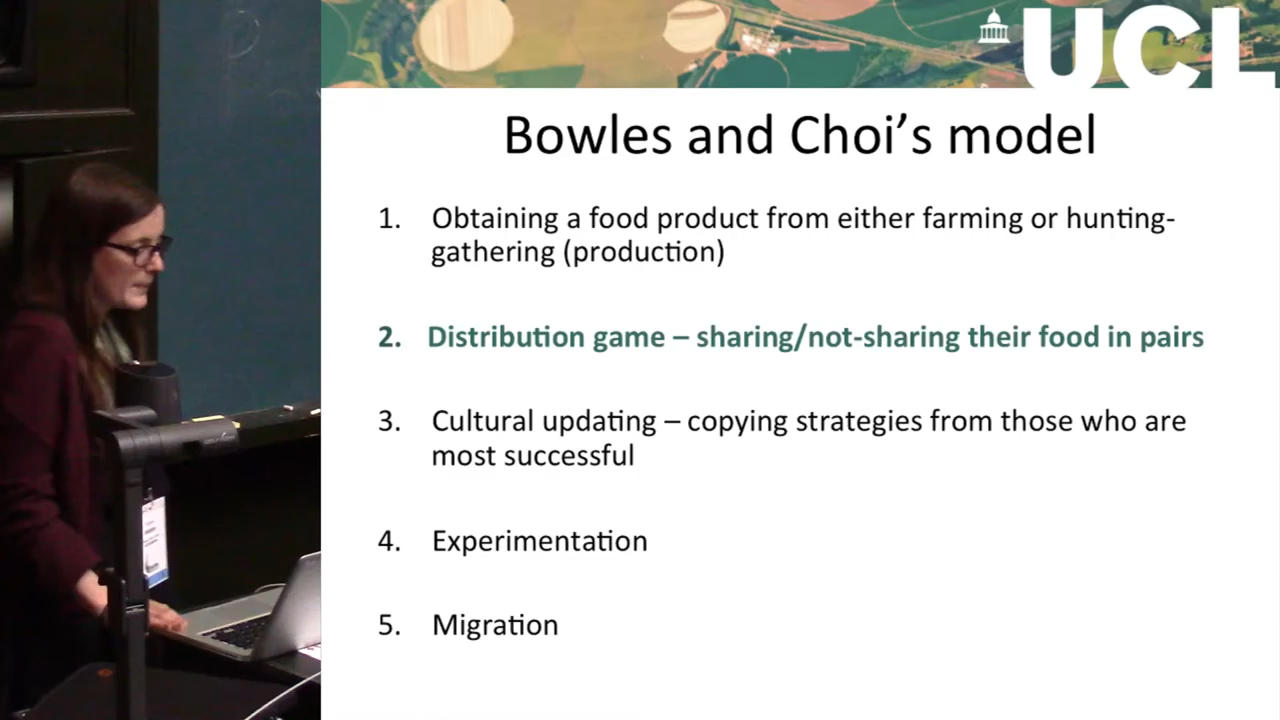 UCL
Bowles and Choi's model
1. Obtaining a food product from either farming or hunting-
gathering (production)
2. Distribution game – sharing/not-sharing their food in pairs
3. Cultural updating – copying strategies from those who are
most successful
4. Experimentation
5. Migration